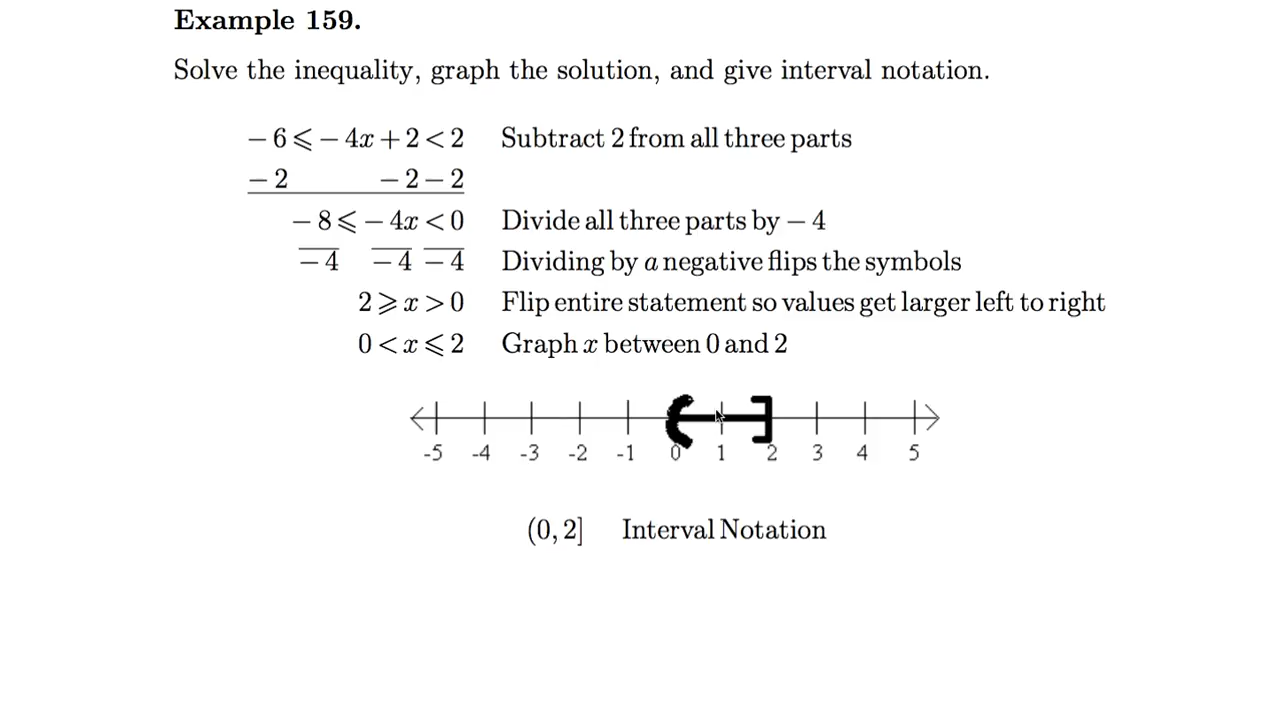 Example 159.
Solve the inequality, graph the solution, and give interval notation.
− 6 ⩽ − 4x + 2 < 2 Subtract 2 from all three parts
− 2 − 2 − 2
− 8 ⩽ − 4x < 0 Divide all three parts by − 4
− 4 − 4 − 4 Dividing by a negative flips the symbols
2 ⩾ x > 0 Flip entire statement so values get larger left to right
0 < x ⩽ 2 Graph x between 0 and 2
-5 -4 -3 -2 -1 0 1 2 3 4 5
(0, 2] Interval Notation